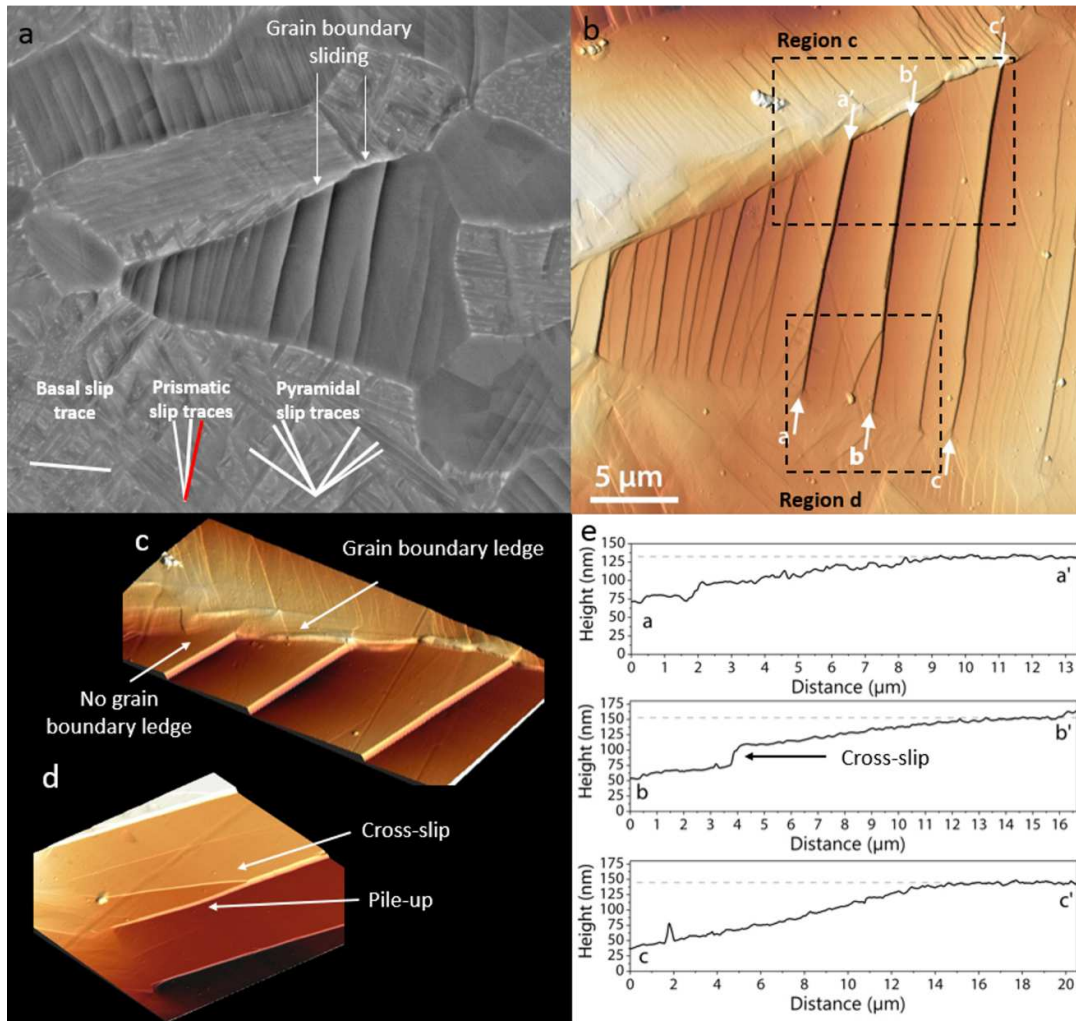 a
Grain boundary
sliding
Basal slip
trace
Prismatic
slip traces
Pyramidal
slip traces
b
Region c
c'
b'
a'
a
b
c
5 μm
Region d
c
Grain boundary ledge
No grain
boundary ledge
d
Cross-slip
Pile-up
e
Height (nm)
150
125
100
75
50
25
0
a
a'
0 1 2 3 4 5 6 7 8 9 10 11 12 13
Distance (μm)
Height (nm)
175
150
125
100
75
50
25
0
b
b'
Cross-slip
0 1 2 3 4 5 6 7 8 9 10 11 12 13 14 15 16
Distance (μm)
Height (nm)
175
150
125
100
75
50
25
0
c
c'
0 2 4 6 8 10 12 14 16 18 20
Distance (μm)